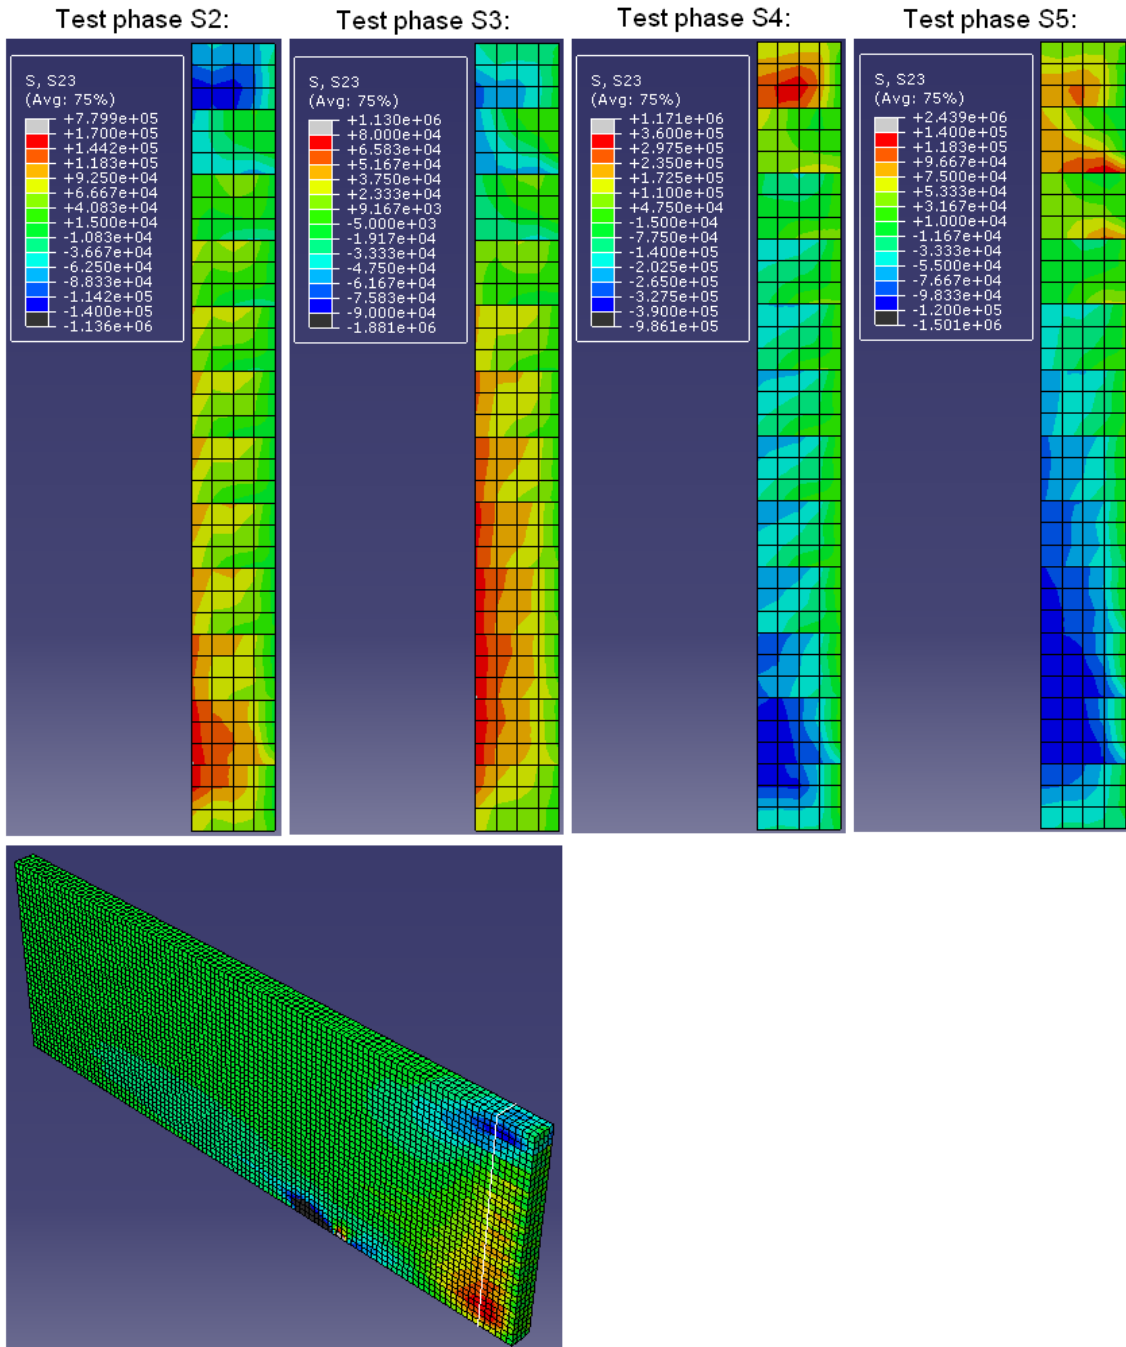 Test phase S2:
Test phase S3:
Test phase S4:
Test phase S5:
S, S23
(Avg: 75%)
+7.799e+05
+1.700e+05
+1.442e+05
+1.183e+05
+9.250e+04
+6.667e+04
+4.083e+04
+1.500e+04
-1.083e+04
-3.667e+04
-6.250e+04
-8.833e+04
-1.142e+05
-1.400e+05
-1.136e+06
S, S23
(Avg: 75%)
+1.130e+06
+8.000e+04
+6.583e+04
+5.167e+04
+3.750e+04
+2.333e+04
+9.167e+03
-5.000e+03
-1.917e+04
-3.333e+04
-4.750e+04
-6.167e+04
-7.583e+04
-9.000e+04
-1.881e+06
S, S23
(Avg: 75%)
+1.171e+06
+3.600e+05
+2.975e+05
+2.350e+05
+1.725e+05
+1.100e+05
+4.750e+04
-1.500e+04
-7.750e+04
-1.400e+05
-2.025e+05
-2.650e+05
-3.275e+05
-3.900e+05
-9.861e+05
S, S23
(Avg: 75%)
+2.439e+06
+1.400e+05
+1.183e+05
+9.667e+04
+7.500e+04
+5.333e+04
+3.167e+04
+1.000e+04
-1.167e+04
-3.333e+04
-5.500e+04
-7.667e+04
-9.833e+04
-1.200e+05
-1.501e+06